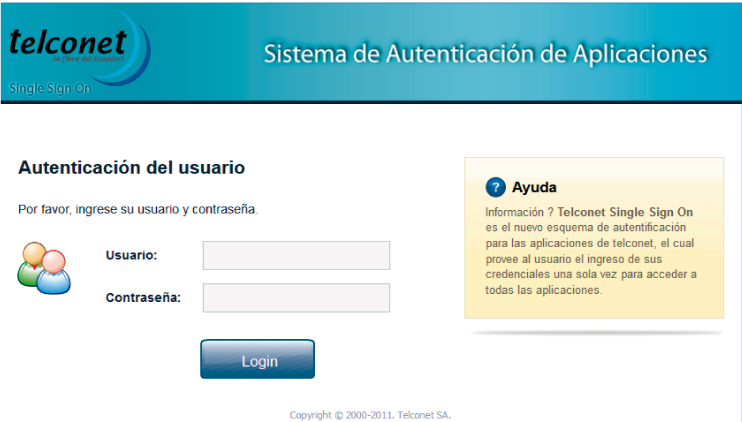 telconet
la fibra del Ecuador!
Single Sign On
Sistema de Autenticación de Aplicaciones
Autenticación del usuario
Por favor, ingrese su usuario y contraseña.
Usuario:
Contraseña:
Login
? Ayuda
Información ? Telconet Single Sign On
es el nuevo esquema de autentificación
para las aplicaciones de telconet, el cual
provee al usuario el ingreso de sus
credenciales una sola vez para acceder a
todas las aplicaciones.
Copyright © 2000-2011. Telconet SA.